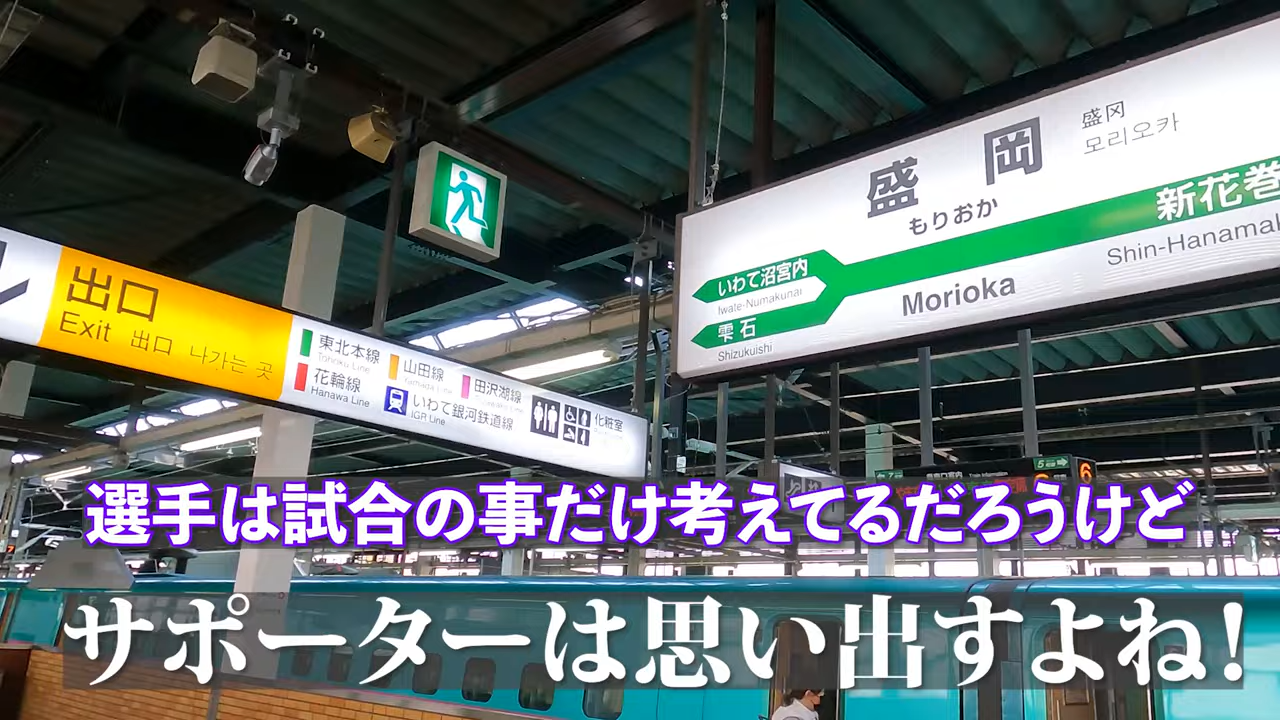 盛岡
盛冈
모리오카
もりおか
新花巻
いわて沼宮内
Iwate-Numakunai
雫石
Shizukuishi
Morioka
Shin-Hanamak
出口
Exit 出口 나가는 곳
東北本線
Tohoku Line
山田線
Yamada Line
田沢湖線
花輪線
Hanawa Line
いわて銀河鉄道線
IGR Line
化粧室
5
6
選手は試合の事だけ考えてるだろうけど
サポーターは思い出すよね!